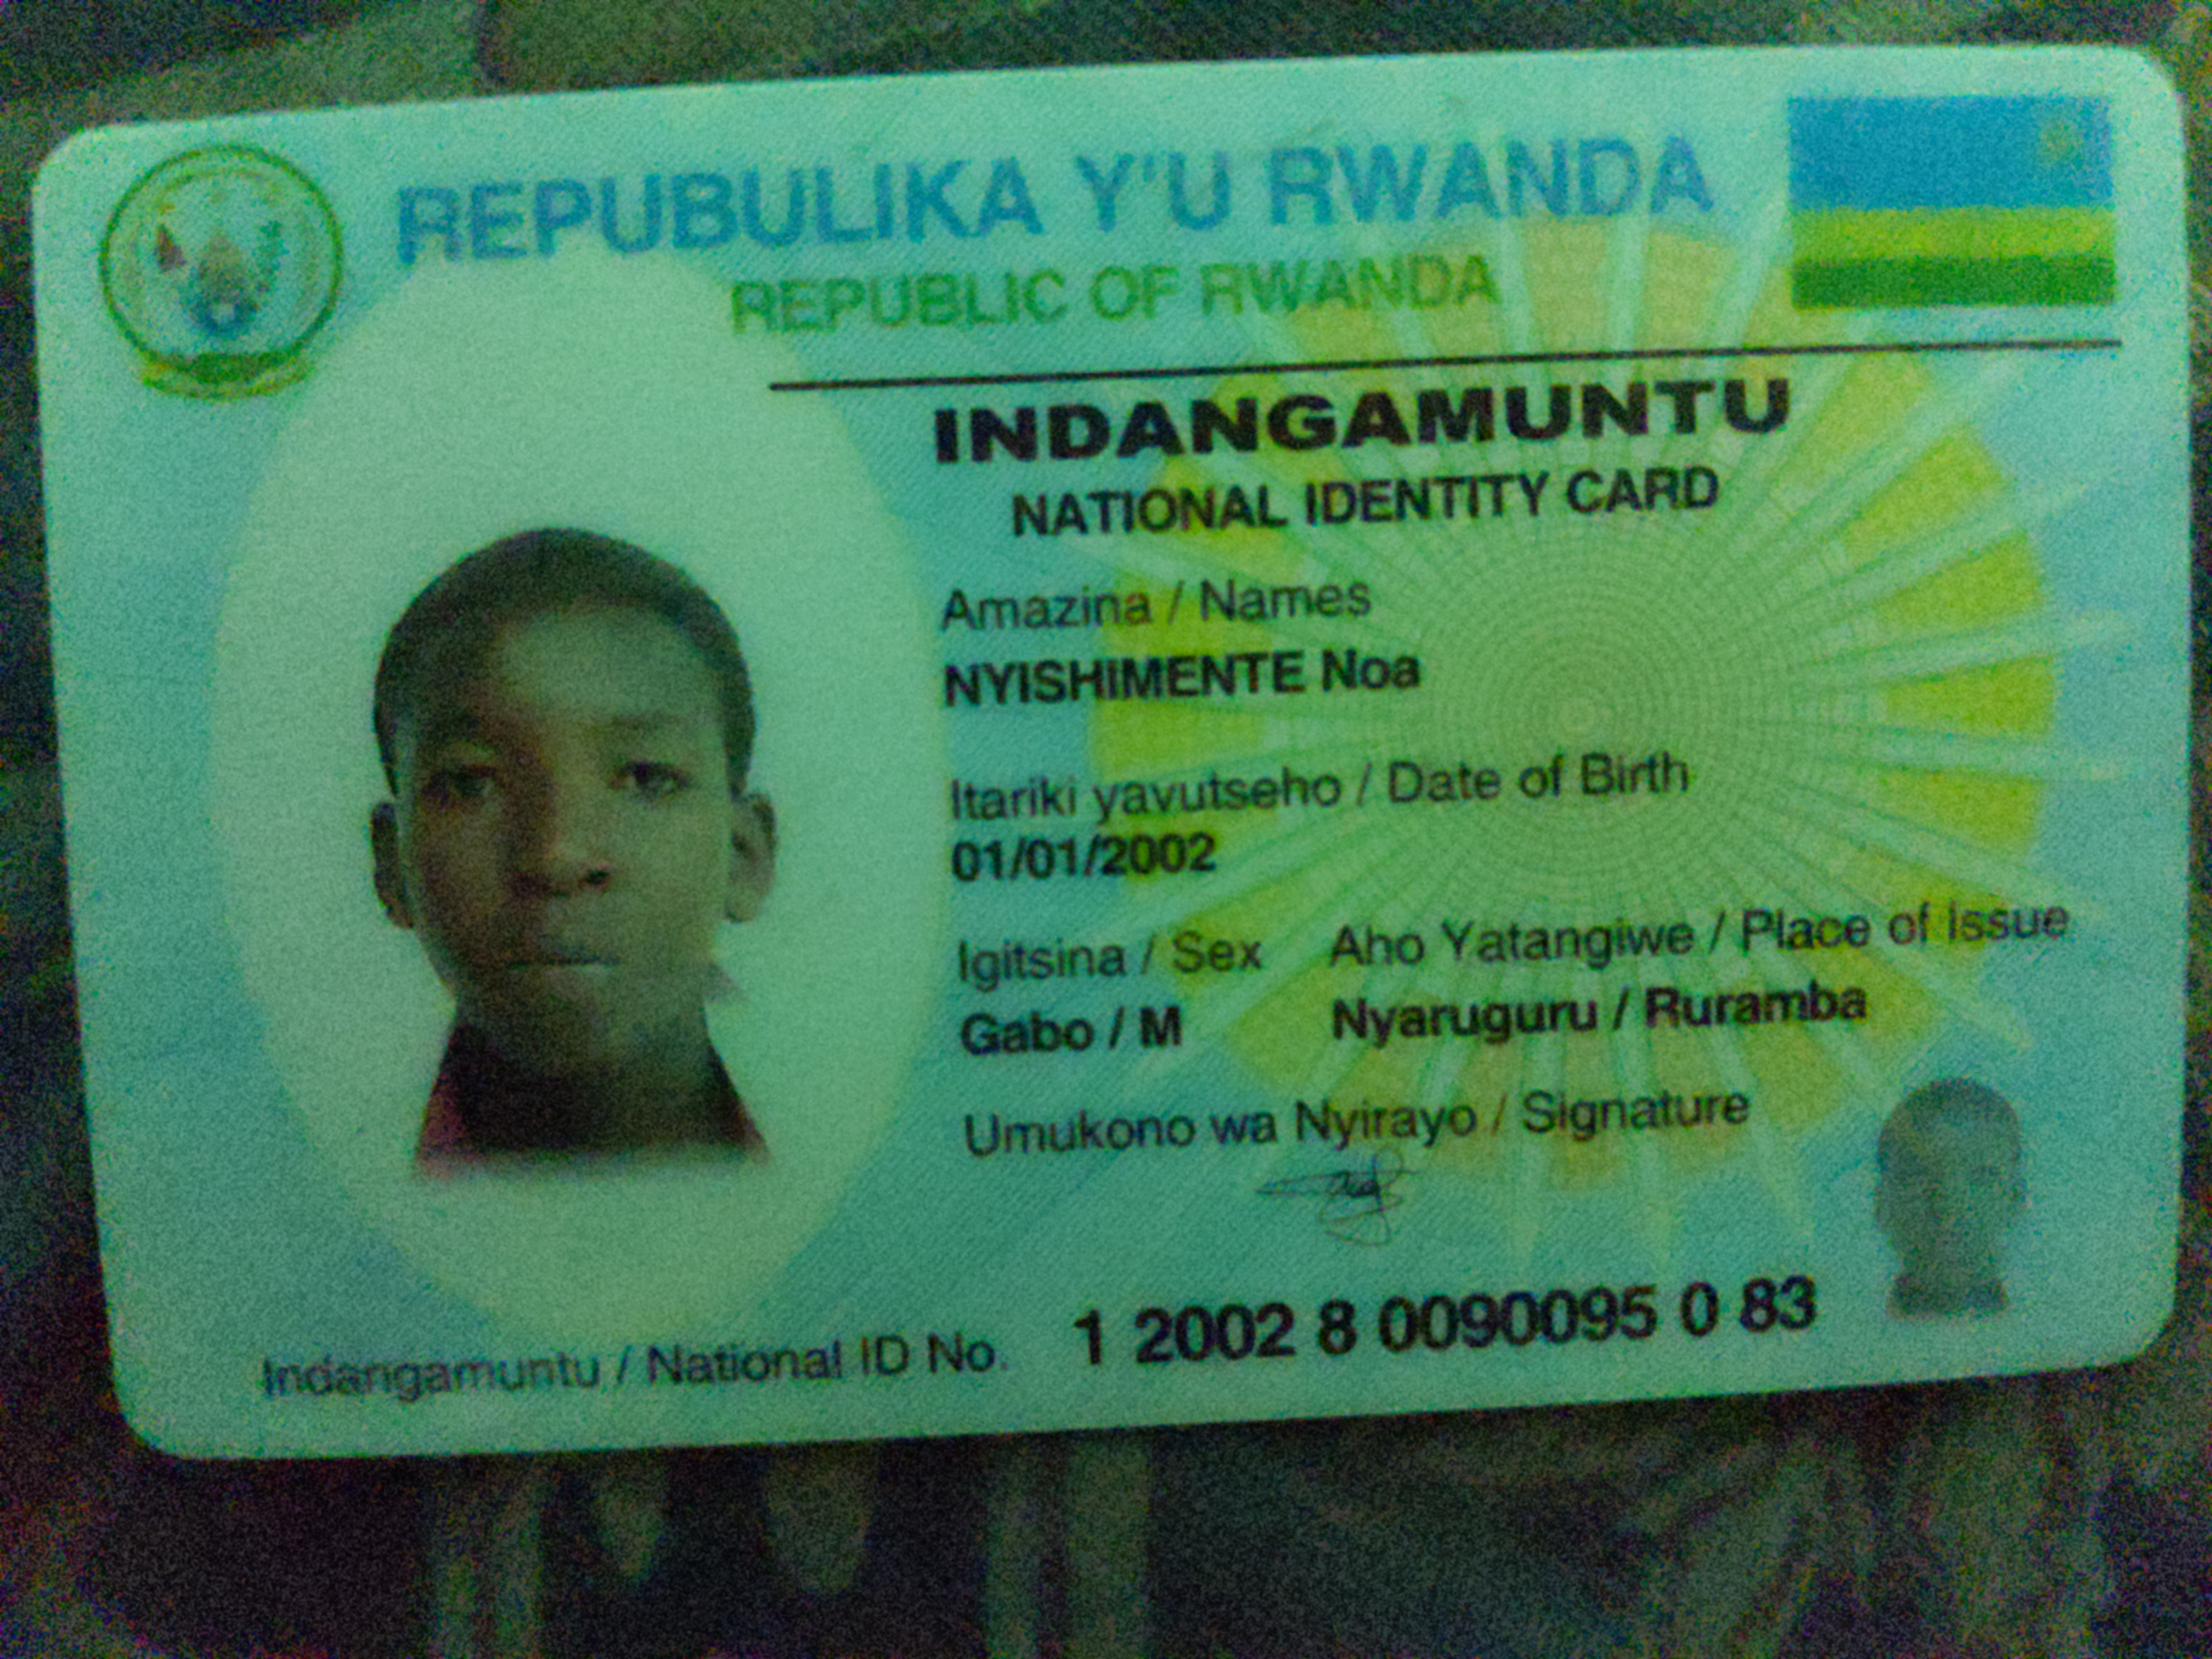 REPUBULIKA Y'U RWANDA
REPUBLIC OF RWANDA
INDANGAMUNTU
NATIONAL IDENTITY CARD
Amazina / Names
NYISHIMENTE Noa
Itariki yavutseho / Date of Birth
01/01/2002
Igitsina / Sex Aho Yatangiwe / Place of Issue
Gabo / M Nyaruguru / Ruramba
Umukono wa Nyirayo / Signature
Indangamuntu / National ID No. 1 2002 8 0090095 0 83